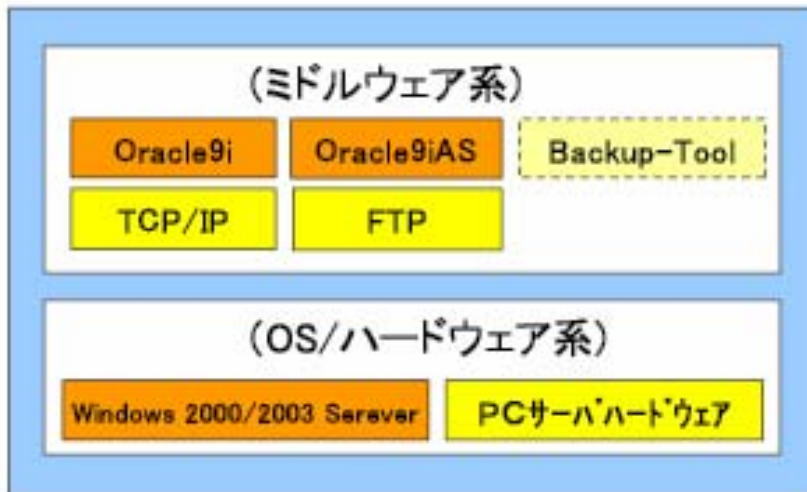 (ミドルウェア系)
Oracle9i
Oracle9iAS
Backup-Tool
TCP/IP
FTP
(OS/ハードウェア系)
Windows 2000/2003 Serever
PCサーバハードウェア